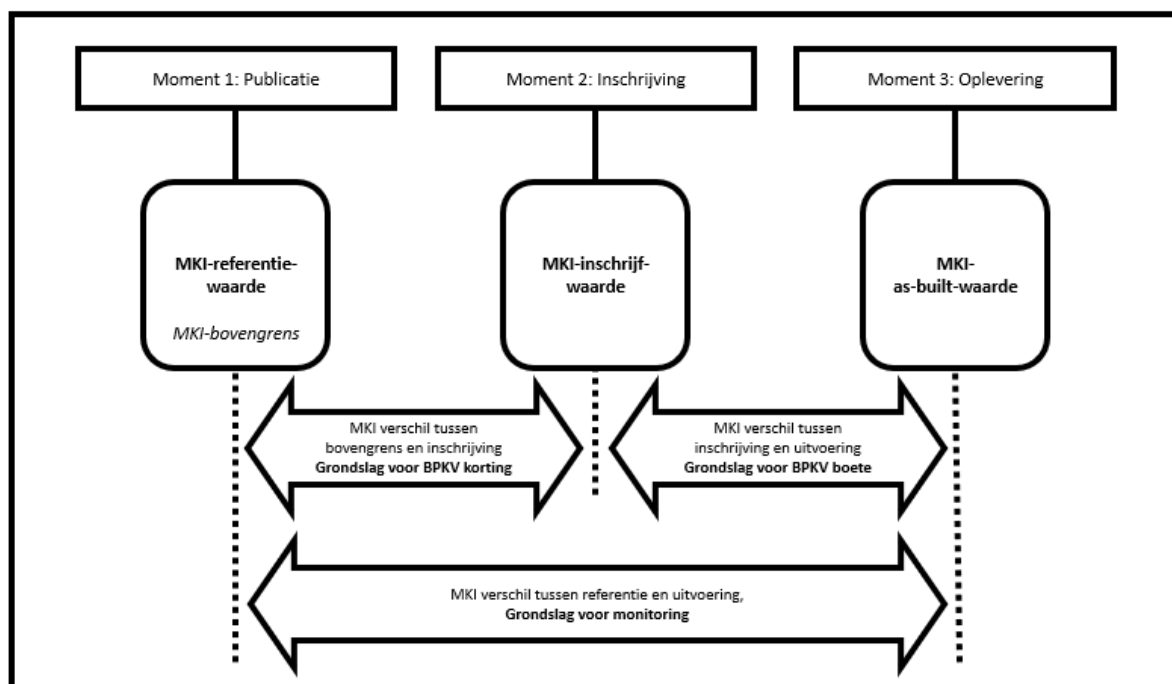 Moment 1: Publicatie
Moment 2: Inschrijving
Moment 3: Oplevering
MKI-referentie-
waarde
MKI-bovengrens
MKI-inschrijf-
waarde
MKI-
as-built-waarde
MKI verschil tussen
bovengrens en inschrijving
Grondslag voor BPKV korting
MKI verschil tussen
inschrijving en uitvoering
Grondslag voor BPKV boete
MKI verschil tussen referentie en uitvoering,
Grondslag voor monitoring